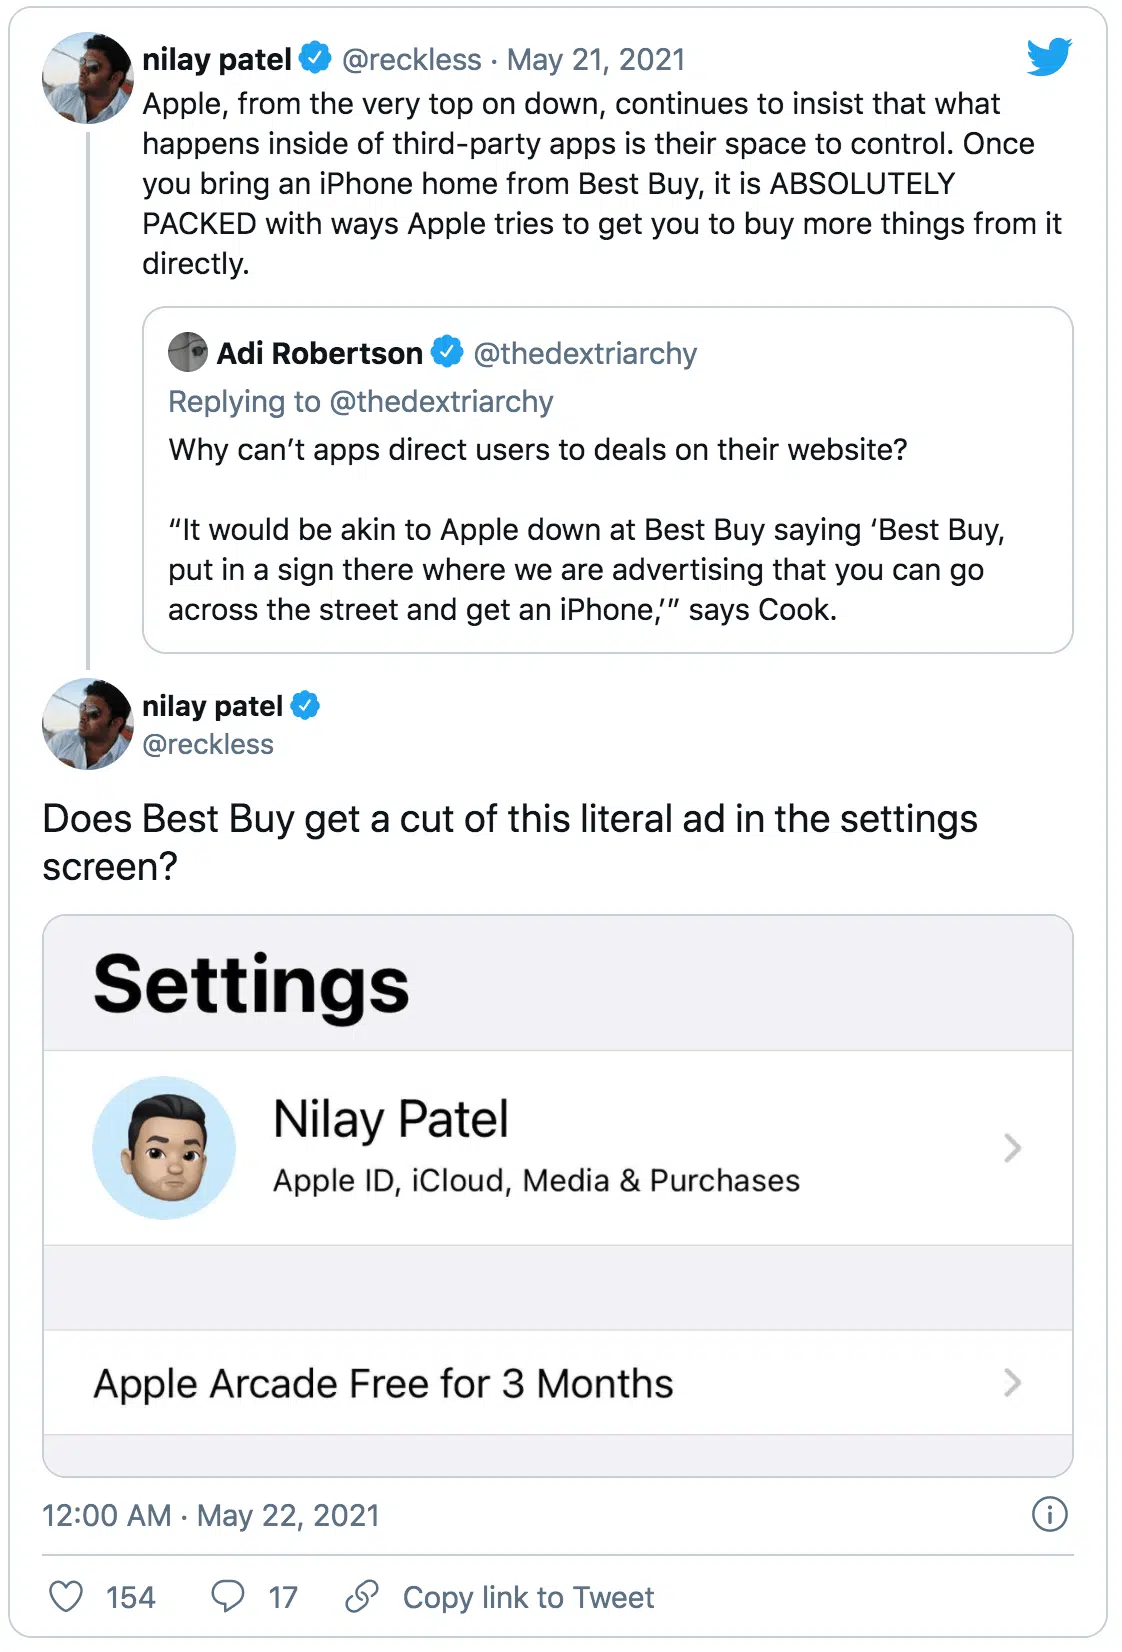 nilay patel @reckless · May 21, 2021
Apple, from the very top on down, continues to insist that what
happens inside of third-party apps is their space to control. Once
you bring an iPhone home from Best Buy, it is ABSOLUTELY
PACKED with ways Apple tries to get you to buy more things from it
directly.
Adi Robertson @thedextriarchy
Replying to @thedextriarchy
Why can’t apps direct users to deals on their website?
“It would be akin to Apple down at Best Buy saying ‘Best Buy,
put in a sign there where we are advertising that you can go
across the street and get an iPhone,’” says Cook.
nilay patel
@reckless
Does Best Buy get a cut of this literal ad in the settings
screen?
Settings
Nilay Patel
Apple ID, iCloud, Media & Purchases
Apple Arcade Free for 3 Months
12:00 AM · May 22, 2021
154 17 Copy link to Tweet